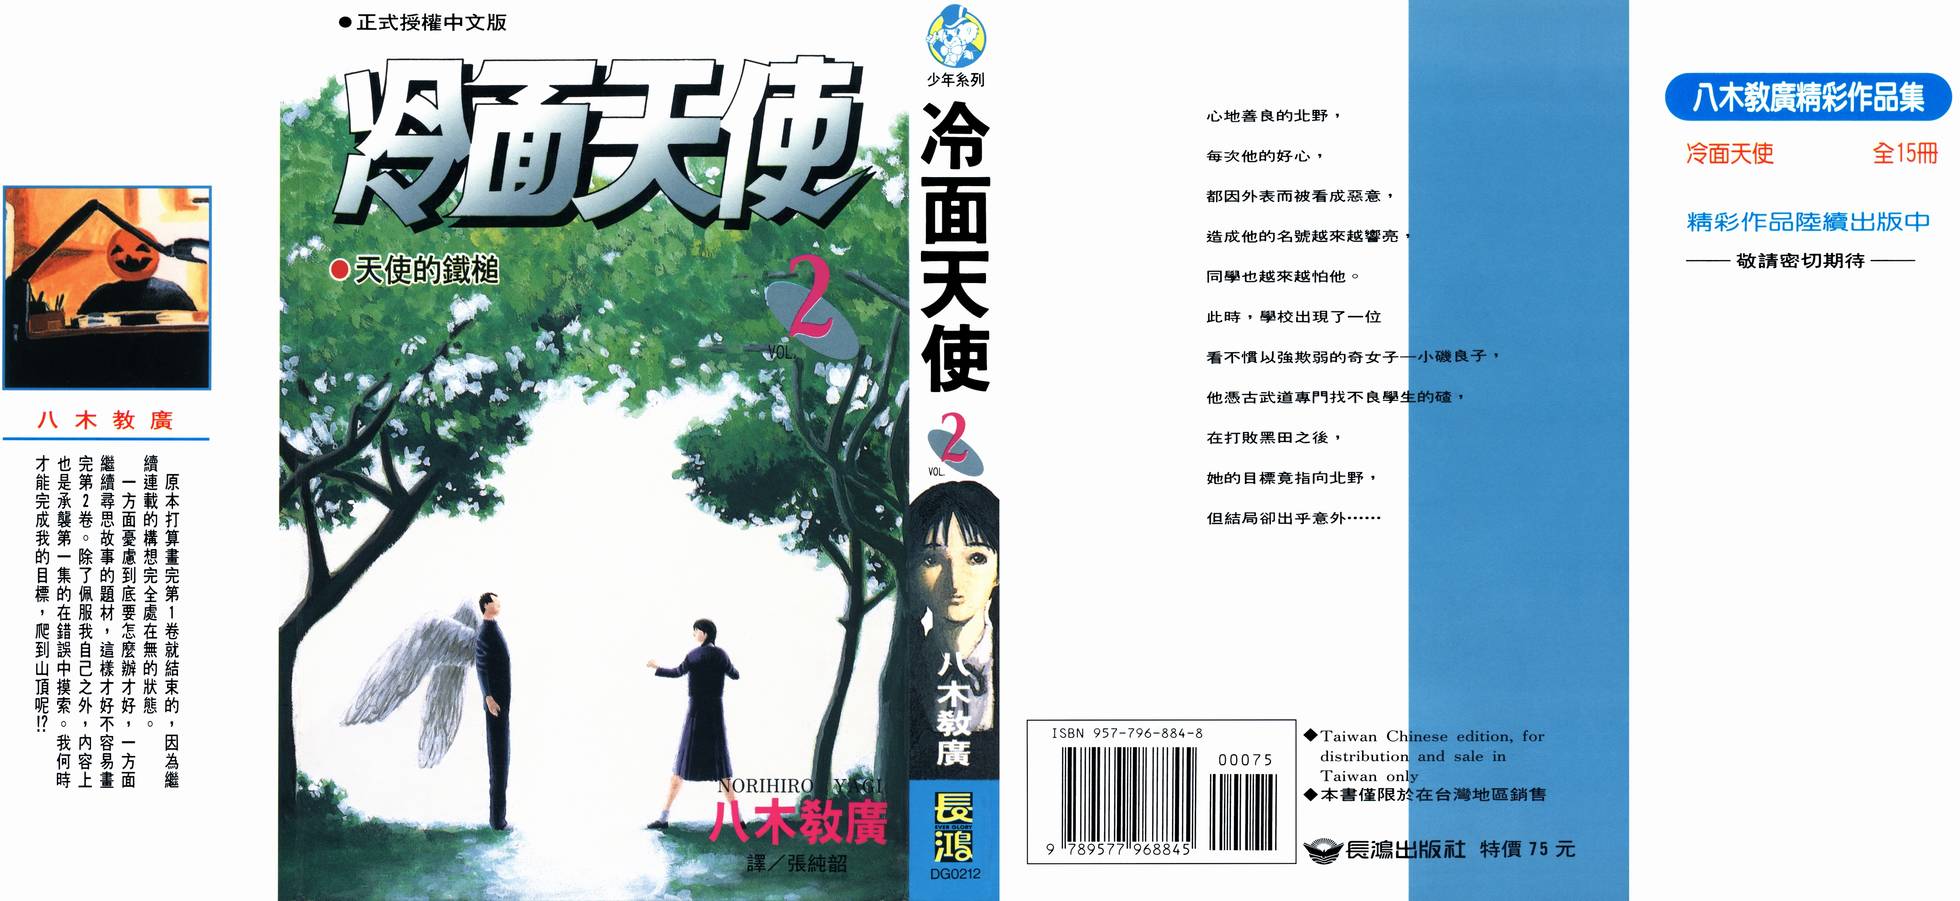 八木教廣
原本打算畫完第1卷就結束的，因為繼
續連載的構想完全處在無的狀態。
一方面憂慮到底要怎麼辦才好，一方面
繼續尋思故事的題材，這樣才好不容易畫
完第2卷。除了佩服我自己之外，內容上
也是承襲第一集的在錯誤中摸索。我何時
才能完成我的目標，爬到山頂呢!?
●正式授權中文版
冷面天使
●天使的鐵槌
2
VOL.
NORIHIRO YAGI
八木教廣
譯／張純韶
少年系列
冷面天使
2
VOL.
八木教廣
長鴻
EVER GLORY
DG0212
心地善良的北野，
每次他的好心，
都因外表而被看成惡意，
造成他的名號越來越響亮，
同學也越來越怕他。
此時，學校出現了一位
看不慣以強欺弱的奇女子—小磯良子，
他憑古武道專門找不良學生的碴，
在打敗黑田之後，
她的目標竟指向北野，
但結局卻出乎意外……
ISBN 957-796-884-8
00075
9 789577 968845
◆Taiwan Chinese edition, for
distribution and sale in
Taiwan only
◆本書僅限於在台灣地區銷售
長鴻出版社 特價 75 元
八木教廣精彩作品集
冷面天使 全15冊
精彩作品陸續出版中
—— 敬請密切期待 ——